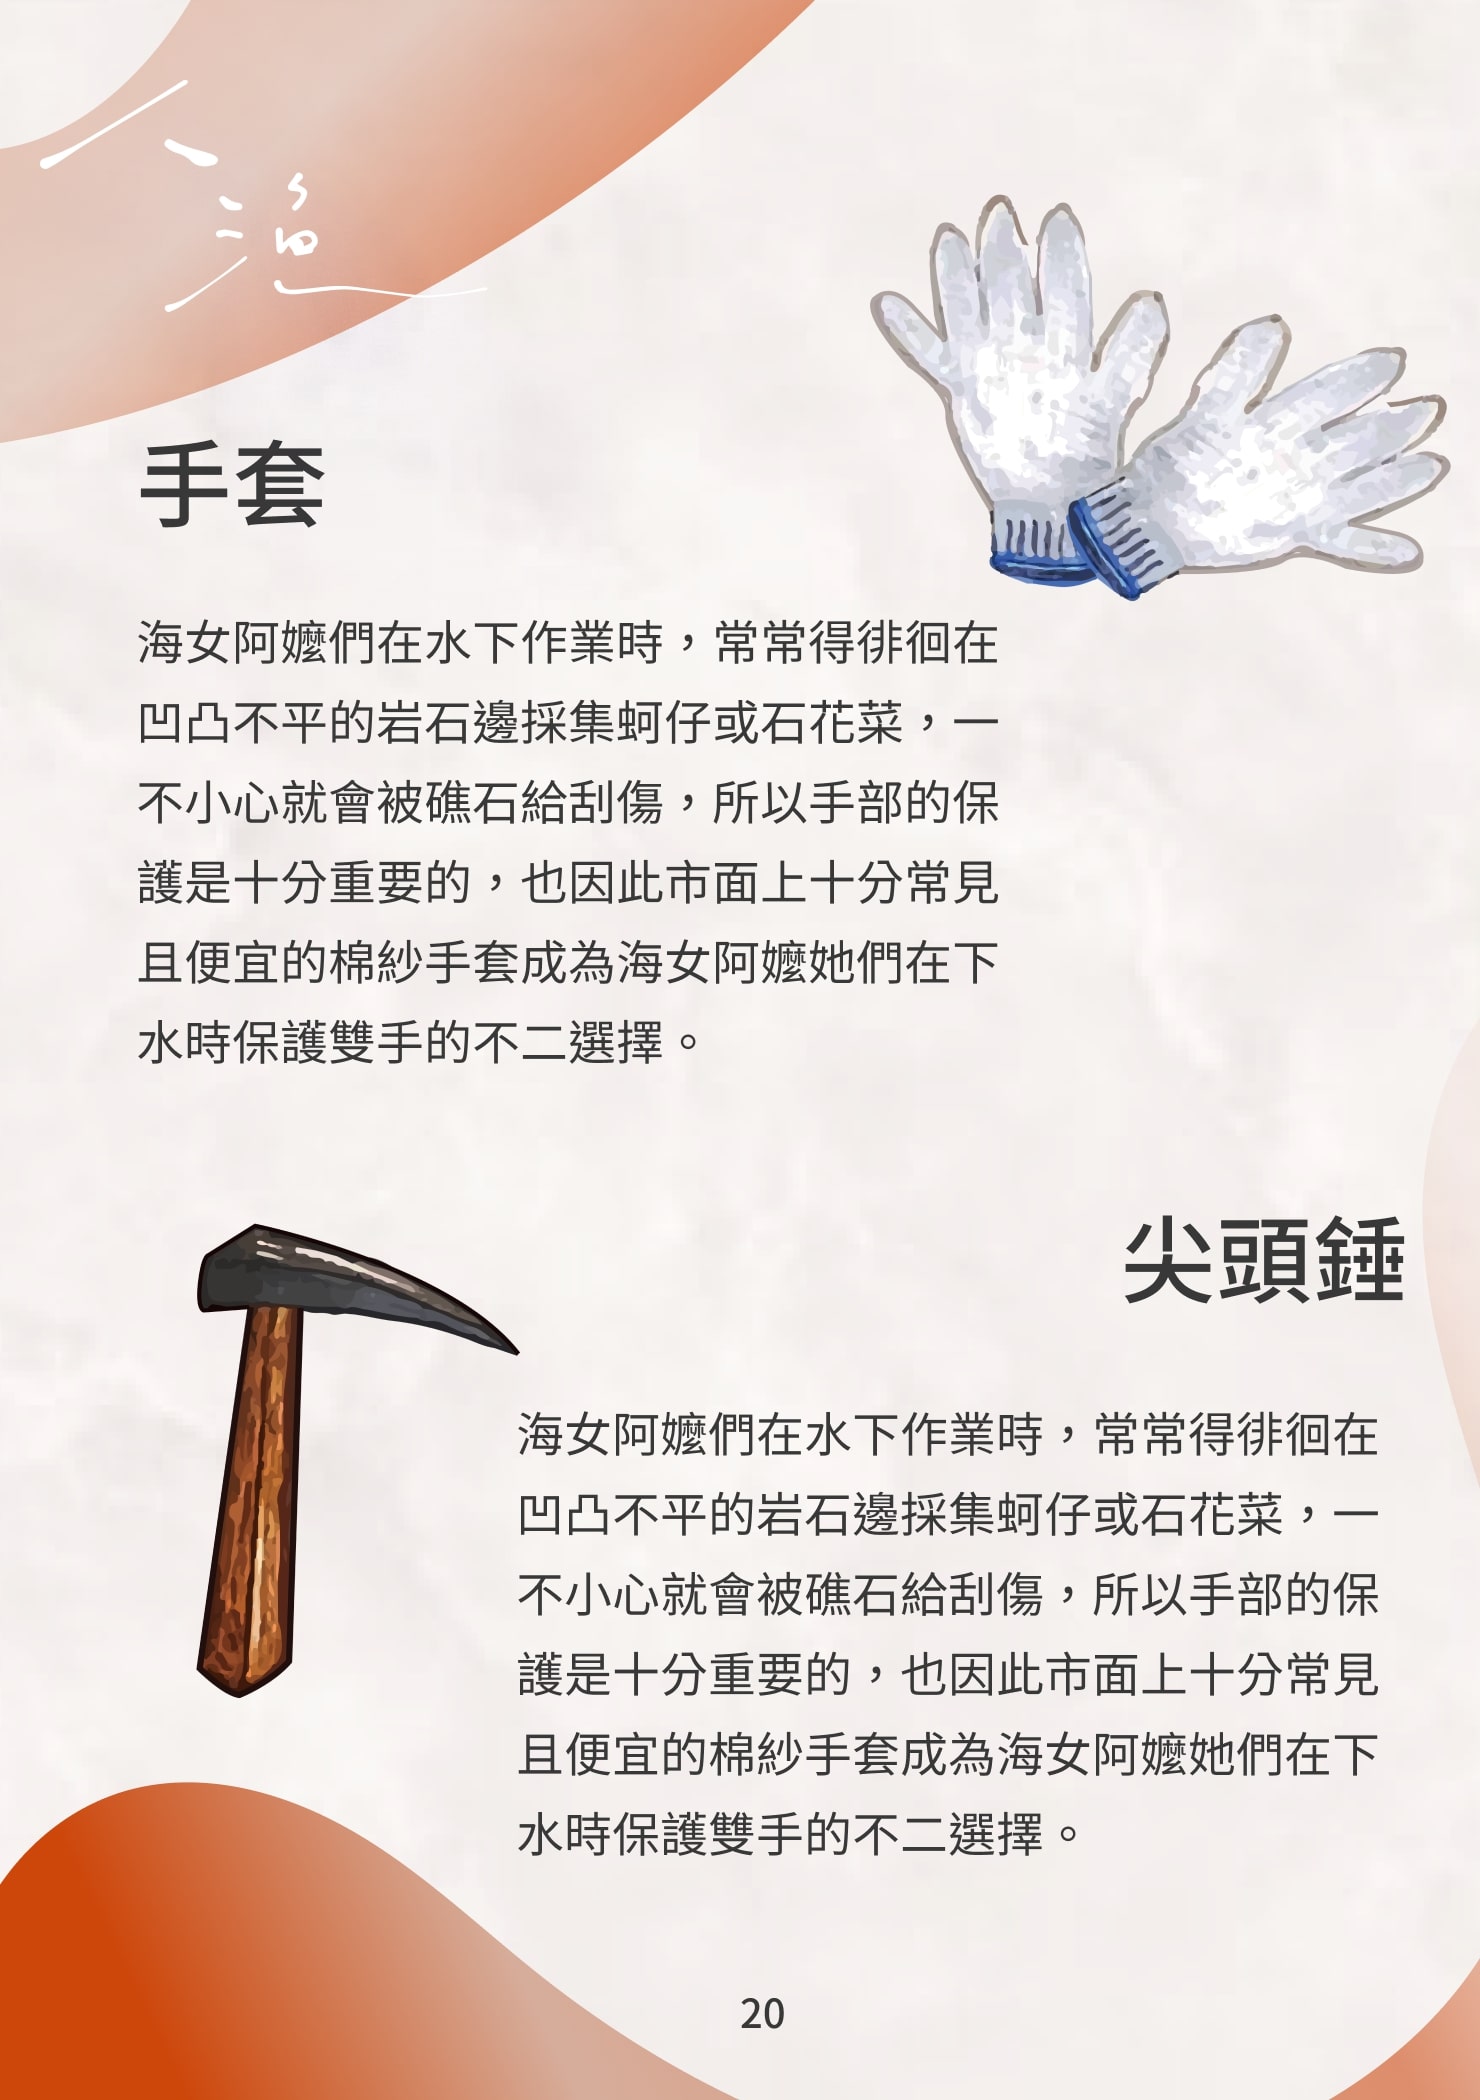 手套
海女阿嬤們在水下作業時，常常得徘徊在
凹凸不平的岩石邊採集蚵仔或石花菜，一
不小心就會被礁石給刮傷，所以手部的保
護是十分重要的，也因此市面上十分常見
且便宜的棉紗手套成為海女阿嬤她們在下
水時保護雙手的不二選擇。
尖頭錘
海女阿嬤們在水下作業時，常常得徘徊在
凹凸不平的岩石邊採集蚵仔或石花菜，一
不小心就會被礁石給刮傷，所以手部的保
護是十分重要的，也因此市面上十分常見
且便宜的棉紗手套成為海女阿嬤她們在下
水時保護雙手的不二選擇。
20